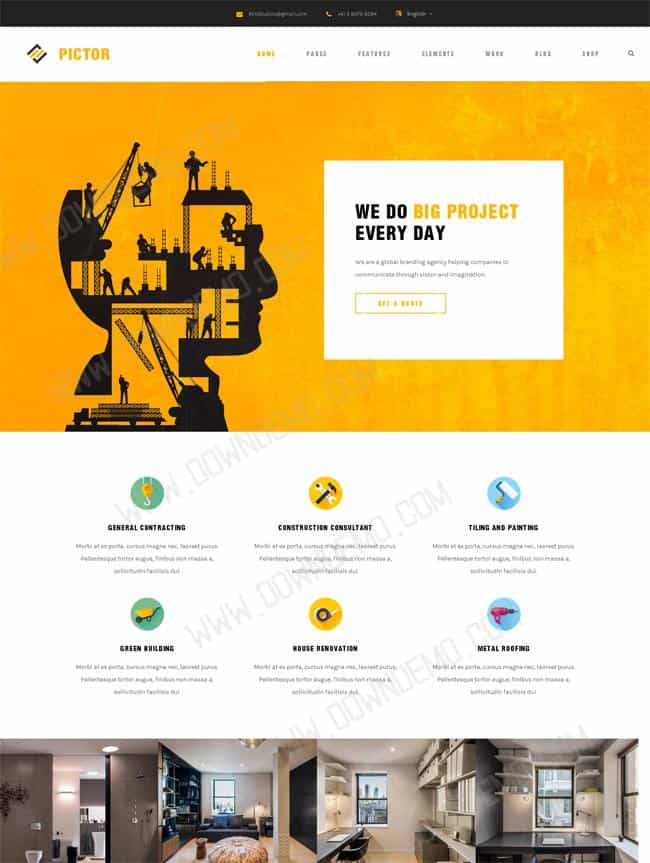 English
PICTOR
HOME PAGES FEATURES ELEMENTS WORK BLOG SHOP
WE DO BIG PROJECT
EVERY DAY
We are a global branding agency helping companies to
communicate through vision and imagination.
GET A QUOTE
WWW.DOWNDEMO.COM
GENERAL CONTRACTING
Morbi at ex porta, cursus magna nec, laoreet purus.
Pellentesque tortor augue, finibus non massa a,
sollicitudin facilisis dui.
CONSTRUCTION CONSULTANT
Morbi at ex porta, cursus magna nec, laoreet purus.
Pellentesque tortor augue, finibus non massa a,
sollicitudin facilisis dui.
TILING AND PAINTING
Morbi at ex porta, cursus magna nec, laoreet purus.
Pellentesque tortor augue, finibus non massa a,
sollicitudin facilisis dui.
GREEN BUILDING
Morbi at ex porta, cursus magna nec, laoreet purus.
Pellentesque tortor augue, finibus non massa a,
sollicitudin facilisis dui.
HOUSE RENOVATION
Morbi at ex porta, cursus magna nec, laoreet purus.
Pellentesque tortor augue, finibus non massa a,
sollicitudin facilisis dui.
METAL ROOFING
Morbi at ex porta, cursus magna nec, laoreet purus.
Pellentesque tortor augue, finibus non massa a,
sollicitudin facilisis dui.
WWW.DOWNDEMO.COM
WWW.DOWNDEMO.COM